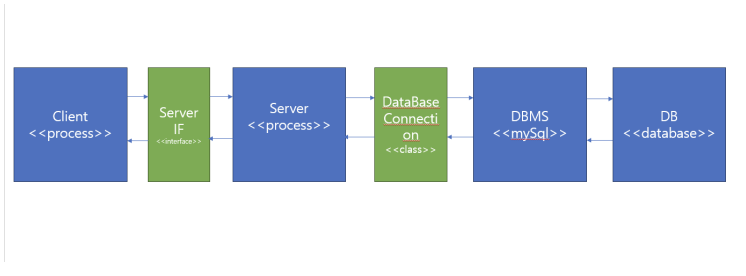 Client
<<process>>
Server
IF
<<interface>>
Server
<<process>>
DataBase
Connecti
on
<<class>>
DBMS
<<mySql>>
DB
<<database>>